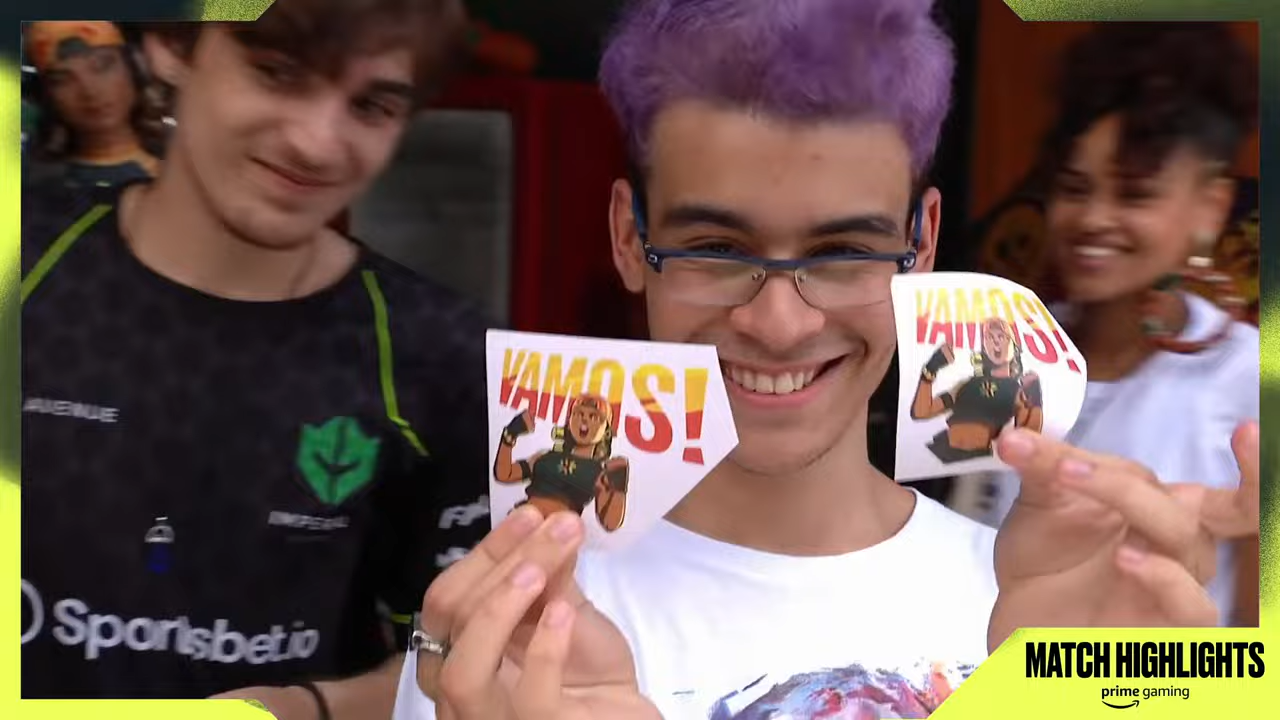 VAMOS!
VAMOS!
IMPERIAL
Sportsbet.io
MATCH HIGHLIGHTS
prime gaming